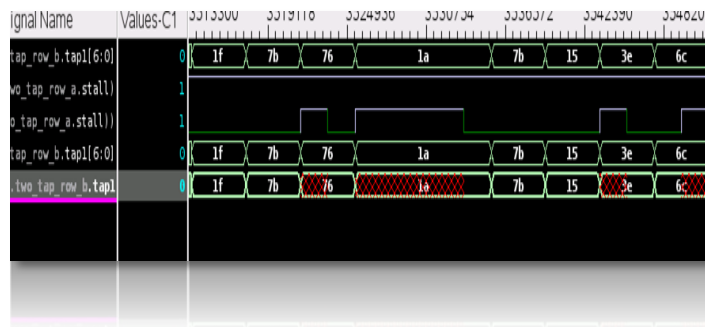 ignal Name Values-C1 3313300 3319118 3324936 3330754 3336572 3342390 334820
tap_row_b.tap1[6:0] 0 1f 7b 76 1a 7b 15 3e 6c
wo_tap_row_a.stall) 1
o_tap_row_a.stall)) 1
tap_row_b.tap1[6:0] 0 1f 7b 76 1a 7b 15 3e 6c
.two_tap_row_b.tap1 0 1f 7b 76 1a 7b 15 3e 6c